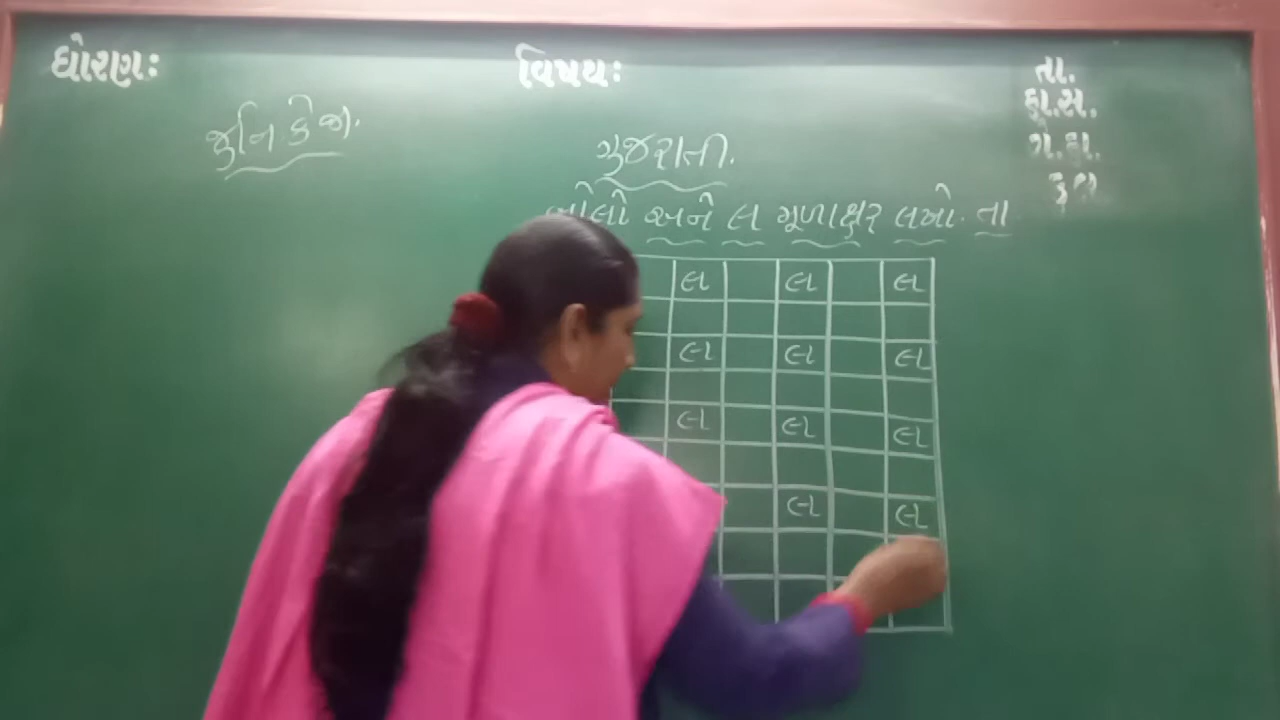 ધોરણ: વિષય: તા.
હા.સ.
ગે.હા.
કુલ
જુનિ કેજી.
ગુજરાતી.
બોલો અને લ મૂળાક્ષર લખો. તા
લ લ લ
લ લ લ
લ લ લ
લ લ